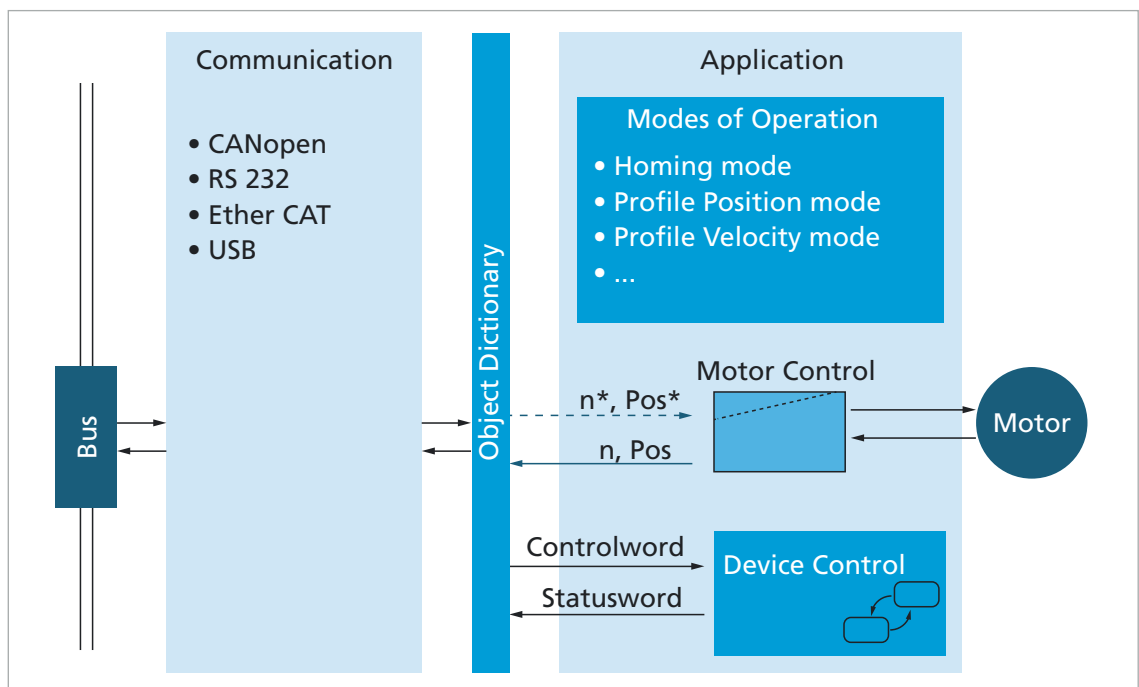 Communication
• CANopen
• RS 232
• Ether CAT
• USB
Bus
Object Dictionary
Application
Modes of Operation
• Homing mode
• Profile Position mode
• Profile Velocity mode
• ...
Motor Control
n*, Pos*
n, Pos
Motor
Controlword
Statusword
Device Control